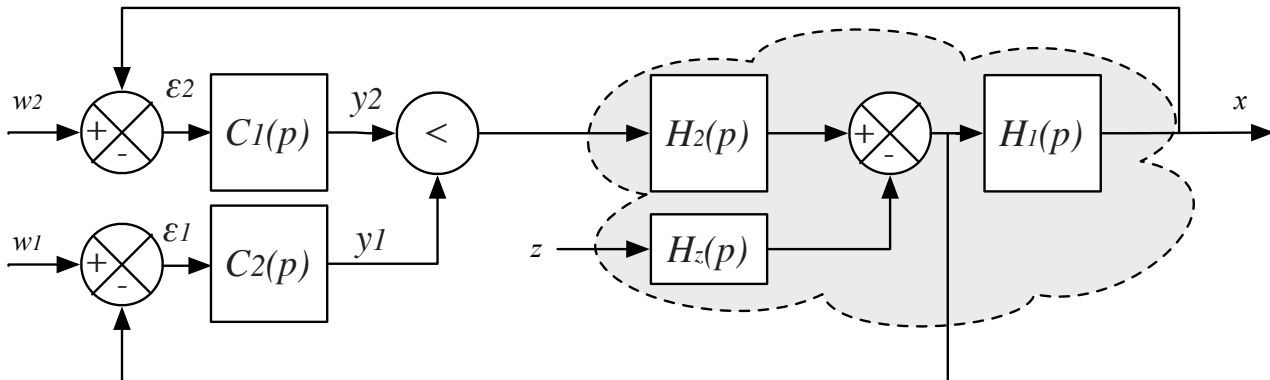 w2
+
-
ε2
C1(p)
y2
<
H2(p)
+
-
H1(p)
x
w1
+
-
ε1
C2(p)
y1
z
Hz(p)